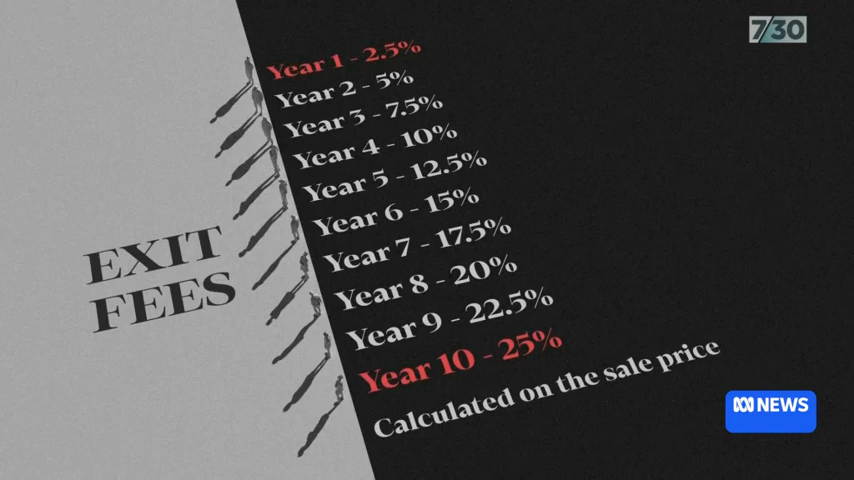 7/30
EXIT
FEES
Year 1 - 2.5%
Year 2 - 5%
Year 3 - 7.5%
Year 4 - 10%
Year 5 - 12.5%
Year 6 - 15%
Year 7 - 17.5%
Year 8 - 20%
Year 9 - 22.5%
Year 10 - 25%
Calculated on the sale price
NEWS